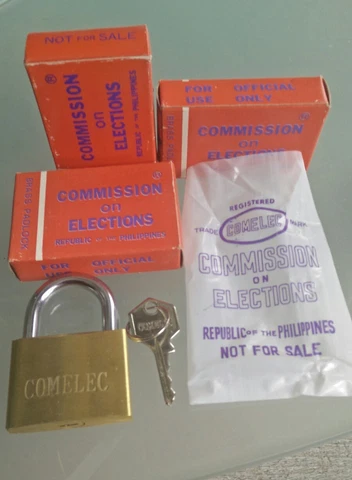 NOT FOR SALE
®
COMMISSION
on
ELECTIONS
REPUBLIC OF THE PHILIPPINES
FOR OFFICIAL
USE ONLY
COMMISSION
on
ELECTIONS
COMMISSION
on
ELECTIONS
REPUBLIC OF THE PHILIPPINES
FOR OFFICIAL
REGISTERED
TRADE COMELEC MARK
COMMISSION
ON
ELECTIONS
REPUBLIC OF THE PHILIPPINES
NOT FOR SALE
COMELEC